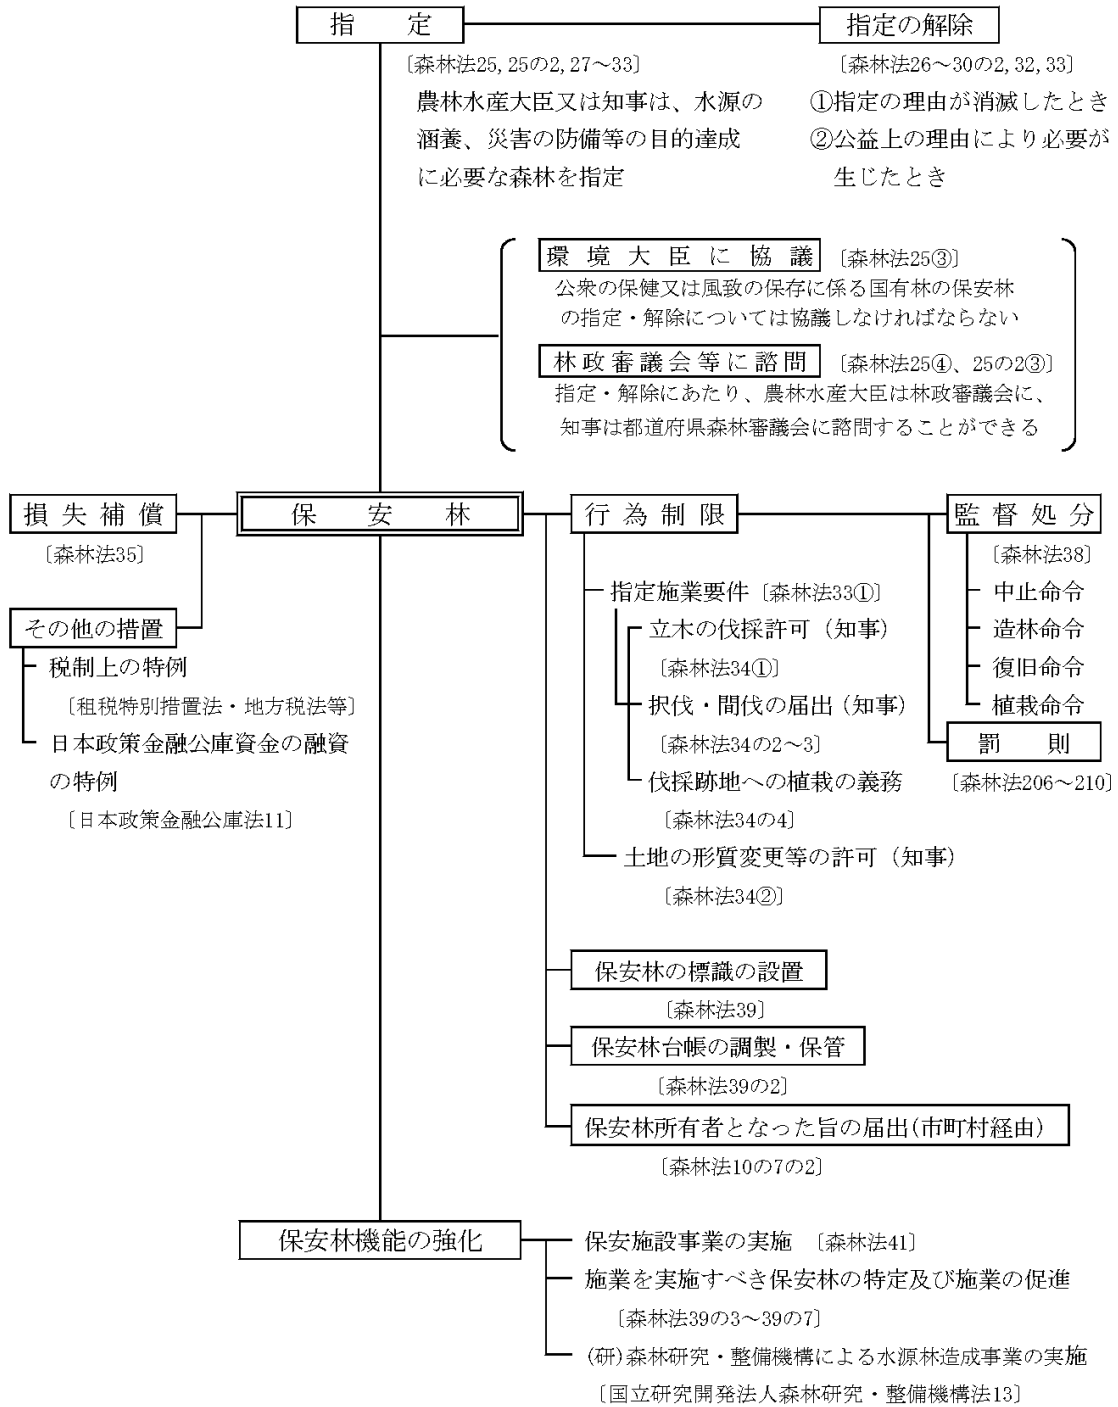 指定
指定の解除
〔森林法25, 25の2, 27～33〕
農林水産大臣又は知事は、水源の
涵養、災害の防備等の目的達成
に必要な森林を指定
〔森林法26～30の2, 32, 33〕
①指定の理由が消滅したとき
②公益上の理由により必要が
生じたとき
環境大臣に協議 〔森林法25③〕
公衆の保健又は風致の保存に係る国有林の保安林
の指定・解除については協議しなければならない
林政審議会等に諮問 〔森林法25④、25の2③〕
指定・解除にあたり、農林水産大臣は林政審議会に、
知事は都道府県森林審議会に諮問することができる
損失補償
〔森林法35〕
その他の措置
税制上の特例
〔租税特別措置法・地方税法等〕
日本政策金融公庫資金の融資
の特例
〔日本政策金融公庫法11〕
保安林
行為制限
指定施業要件〔森林法33①〕
立木の伐採許可（知事）
〔森林法34①〕
択伐・間伐の届出（知事）
〔森林法34の2～3〕
伐採跡地への植栽の義務
〔森林法34の4〕
土地の形質変更等の許可（知事）
〔森林法34②〕
監督処分
〔森林法38〕
中止命令
造林命令
復旧命令
植栽命令
罰則
〔森林法206～210〕
保安林の標識の設置
〔森林法39〕
保安林台帳の調製・保管
〔森林法39の2〕
保安林所有者となった旨の届出(市町村経由)
〔森林法10の7の2〕
保安林機能の強化
保安施設事業の実施 〔森林法41〕
施業を実施すべき保安林の特定及び施業の促進
〔森林法39の3～39の7〕
(研)森林研究・整備機構による水源林造成事業の実施
〔国立研究開発法人森林研究・整備機構法13〕